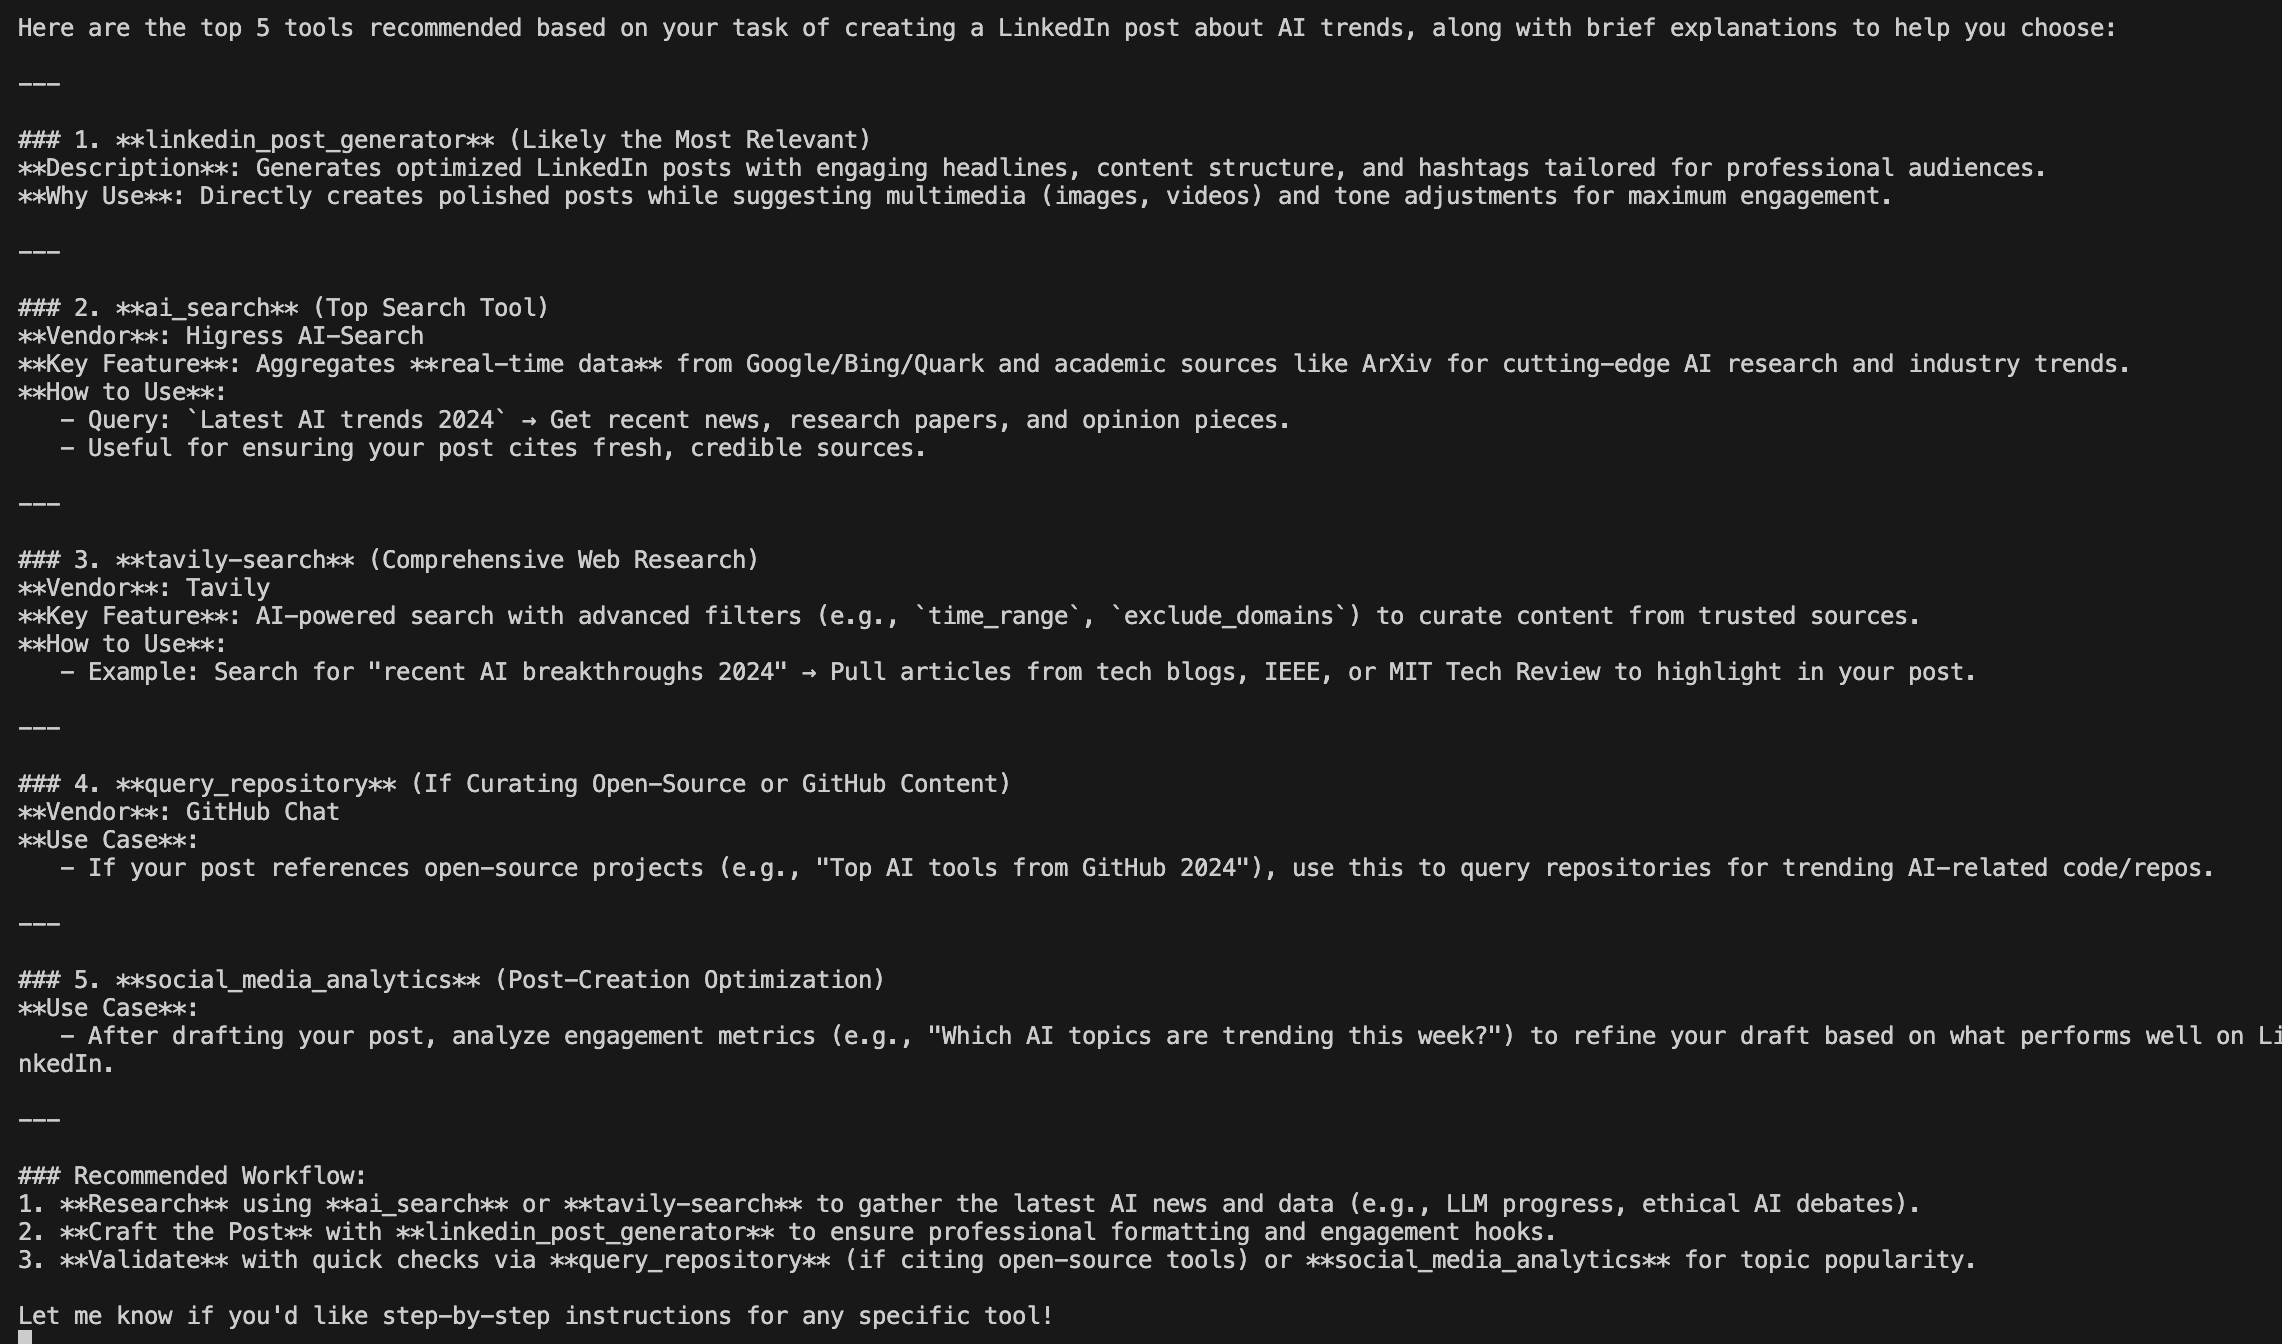 Here are the top 5 tools recommended based on your task of creating a LinkedIn post about AI trends, along with brief explanations to help you choose:
---
### 1. **linkedin_post_generator** (Likely the Most Relevant)
**Description**: Generates optimized LinkedIn posts with engaging headlines, content structure, and hashtags tailored for professional audiences.
**Why Use**: Directly creates polished posts while suggesting multimedia (images, videos) and tone adjustments for maximum engagement.
---
### 2. **ai_search** (Top Search Tool)
**Vendor**: Higress AI-Search
**Key Feature**: Aggregates **real-time data** from Google/Bing/Quark and academic sources like ArXiv for cutting-edge AI research and industry trends.
**How to Use**:
   - Query: `Latest AI trends 2024` → Get recent news, research papers, and opinion pieces.
   - Useful for ensuring your post cites fresh, credible sources.
---
### 3. **tavily-search** (Comprehensive Web Research)
**Vendor**: Tavily
**Key Feature**: AI-powered search with advanced filters (e.g., `time_range`, `exclude_domains`) to curate content from trusted sources.
**How to Use**:
   - Example: Search for "recent AI breakthroughs 2024" → Pull articles from tech blogs, IEEE, or MIT Tech Review to highlight in your post.
---
### 4. **query_repository** (If Curating Open-Source or GitHub Content)
**Vendor**: GitHub Chat
**Use Case**:
   - If your post references open-source projects (e.g., "Top AI tools from GitHub 2024"), use this to query repositories for trending AI-related code/repos.
---
### 5. **social_media_analytics** (Post-Creation Optimization)
**Use Case**:
   - After drafting your post, analyze engagement metrics (e.g., "Which AI topics are trending this week?") to refine your draft based on what performs well on Li
nkedIn.
---
### Recommended Workflow:
1. **Research** using **ai_search** or **tavily-search** to gather the latest AI news and data (e.g., LLM progress, ethical AI debates).
2. **Craft the Post** with **linkedin_post_generator** to ensure professional formatting and engagement hooks.
3. **Validate** with quick checks via **query_repository** (if citing open-source tools) or **social_media_analytics** for topic popularity.
Let me know if you'd like step-by-step instructions for any specific tool!